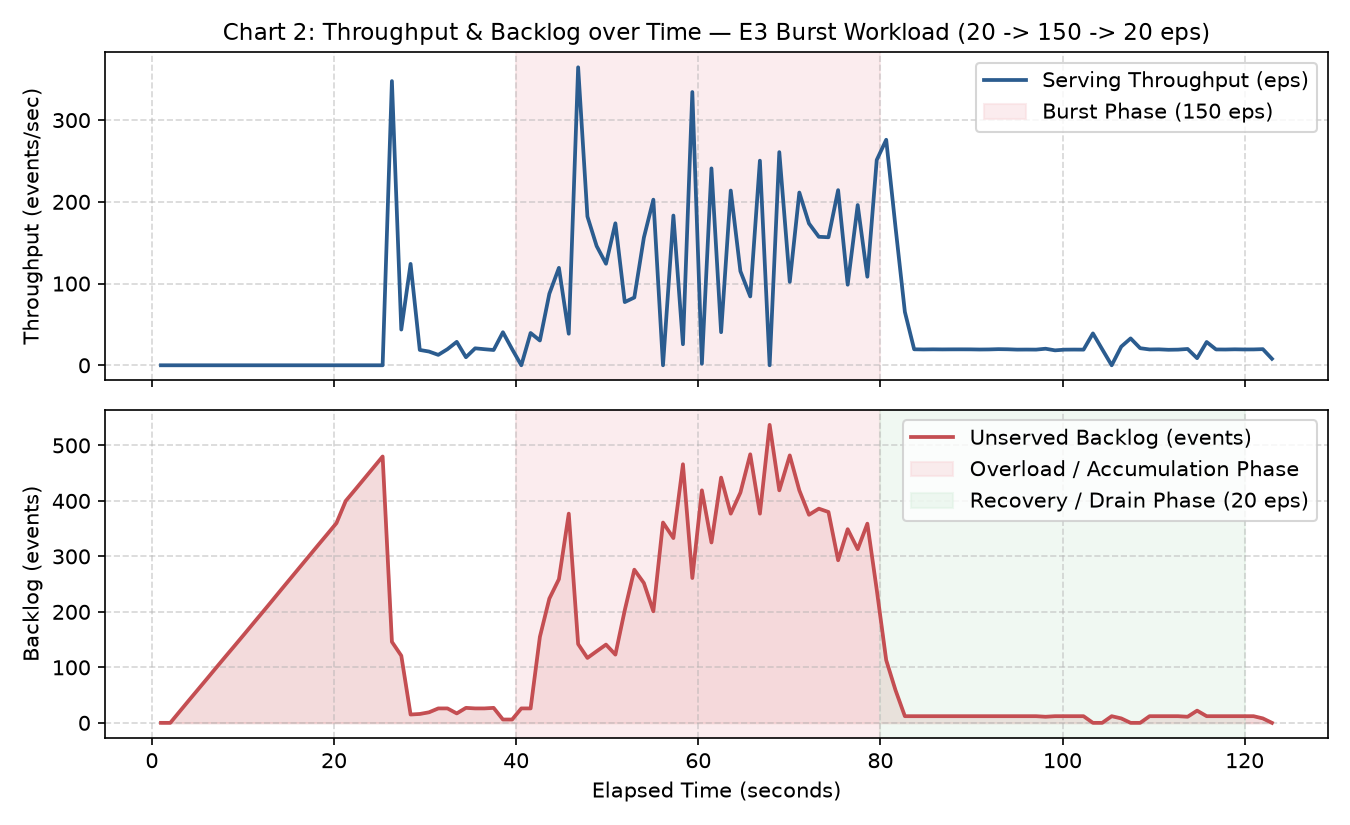 Chart 2: Throughput & Backlog over Time — E3 Burst Workload (20 -> 150 -> 20 eps)
Throughput (events/sec)
300
200
100
0
Serving Throughput (eps)
Burst Phase (150 eps)
Backlog (events)
500
400
300
200
100
0
Unserved Backlog (events)
Overload / Accumulation Phase
Recovery / Drain Phase (20 eps)
0 20 40 60 80 100 120
Elapsed Time (seconds)